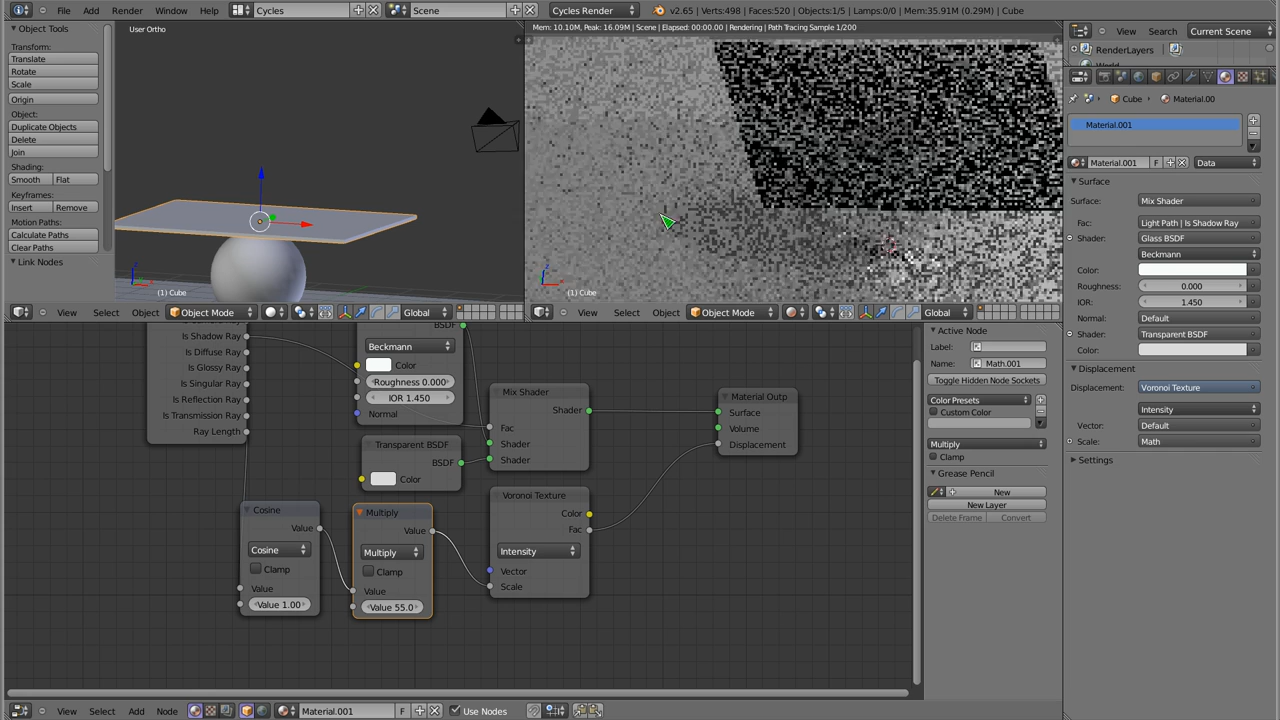 File Render Window Help Cycles Scene Cycles Render v2.65 | Verts:498 | Faces:520 | Objects:1/5 | Lamps:0/0 | Mem:35.91M (0.29M) | Cube
Object Tools
Transform:
Translate
Rotate
Scale
Origin
Object:
Duplicate Objects
Delete
Join
Shading:
Smooth Flat
Keyframes:
Insert Remove
Motion Paths:
Calculate Paths
Clear Paths
Link Nodes
User Ortho
(1) Cube
View Select Object Object Mode Global
Mem: 10.10M, Peak: 16.09M | Scene | Elapsed: 00:00.00 | Rendering | Path Tracing Sample 1/200
(1) Cube
View Select Object Object Mode Global
View Search Current Scene
RenderLayers
Cube Material.00
Material.001
Material.001 F Data
Surface
Surface: Mix Shader
Fac: Light Path | Is Shadow Ray
Shader: Glass BSDF
Beckmann
Color:
Roughness: 0.000
IOR: 1.450
Normal: Default
Shader: Transparent BSDF
Color:
Displacement
Displacement: Voronoi Texture
Intensity
Vector: Default
Scale: Math
Settings
Is Shadow Ray
Is Diffuse Ray
Is Glossy Ray
Is Singular Ray
Is Reflection Ray
Is Transmission Ray
Ray Length
BSDF
Beckmann
Color
Roughness 0.000
IOR 1.450
Normal
Transparent BSDF
BSDF
Color
Mix Shader
Shader
Fac
Shader
Shader
Material Outp
Surface
Volume
Displacement
Cosine
Value
Cosine
Clamp
Value
Value 1.00
Multiply
Value
Multiply
Clamp
Value
Value 55.0
Voronoi Texture
Color
Fac
Intensity
Vector
Scale
Active Node
Label:
Name: Math.001
Toggle Hidden Node Sockets
Color Presets
Custom Color
Multiply
Clamp
Grease Pencil
New
New Layer
Delete Frame Convert
View Select Add Node Material.001 F Use Nodes